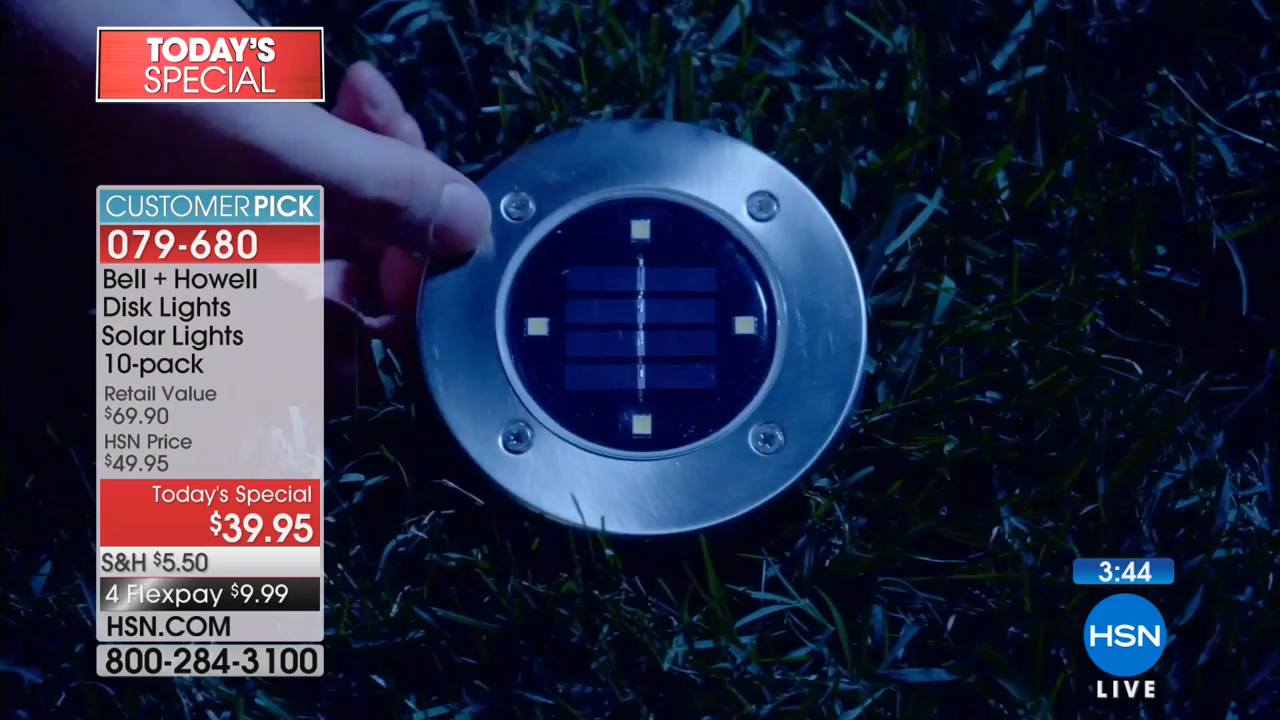 TODAY'S
SPECIAL
CUSTOMER PICK
079-680
Bell + Howell
Disk Lights
Solar Lights
10-pack
Retail Value
$69.90
HSN Price
$49.95
Today's Special
$39.95
S&H $5.50
4 Flexpay $9.99
HSN.COM
800-284-3100
3:44
HSN
LIVE